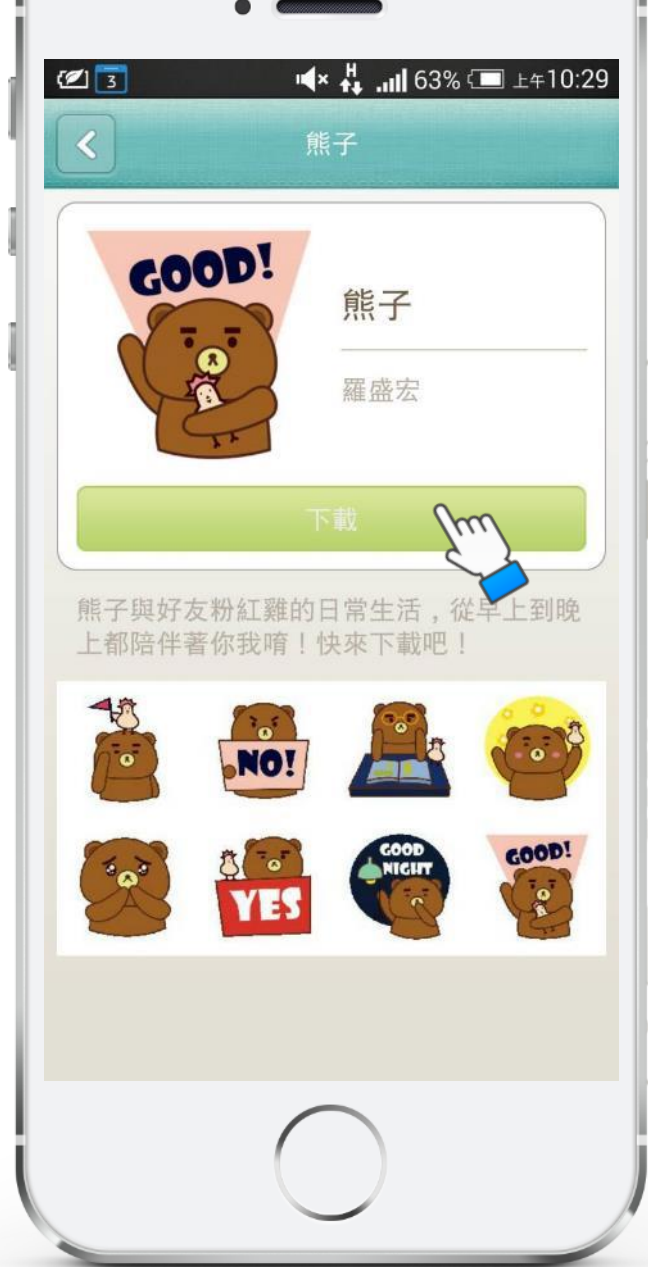 3 H 63% 上午10:29
熊子
GOOD!
熊子
羅盛宏
下載
熊子與好友粉紅雞的日常生活，從早上到晚
上都陪伴著你我唷！快來下載吧！
NO!
YES
GOOD
NIGHT
GOOD!